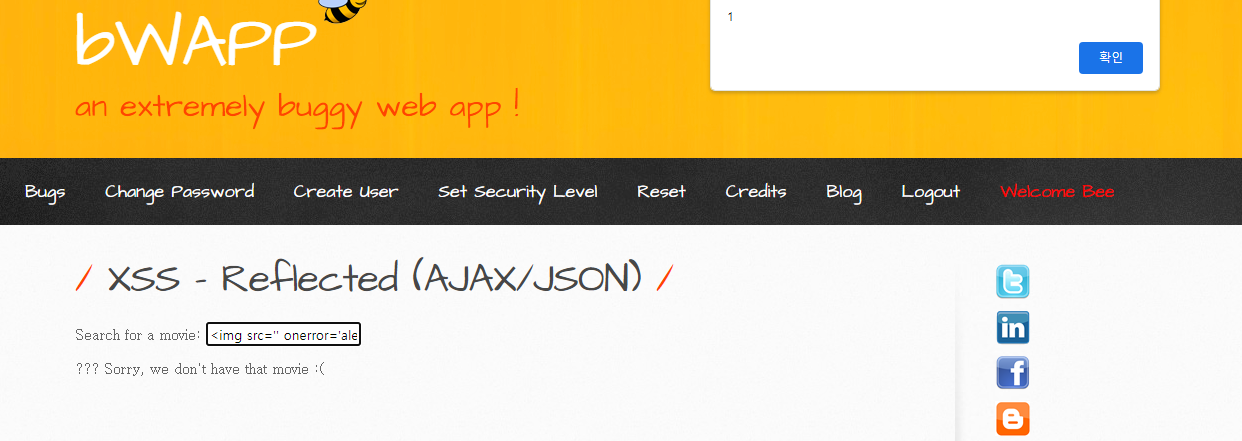 bWAPP
an extremely buggy web app !
1
확인
Bugs Change Password Create User Set Security Level Reset Credits Blog Logout Welcome Bee
/ XSS - Reflected (AJAX/JSON) /
Search for a movie: <img src='' onerror='ale
??? Sorry, we don't have that movie :(